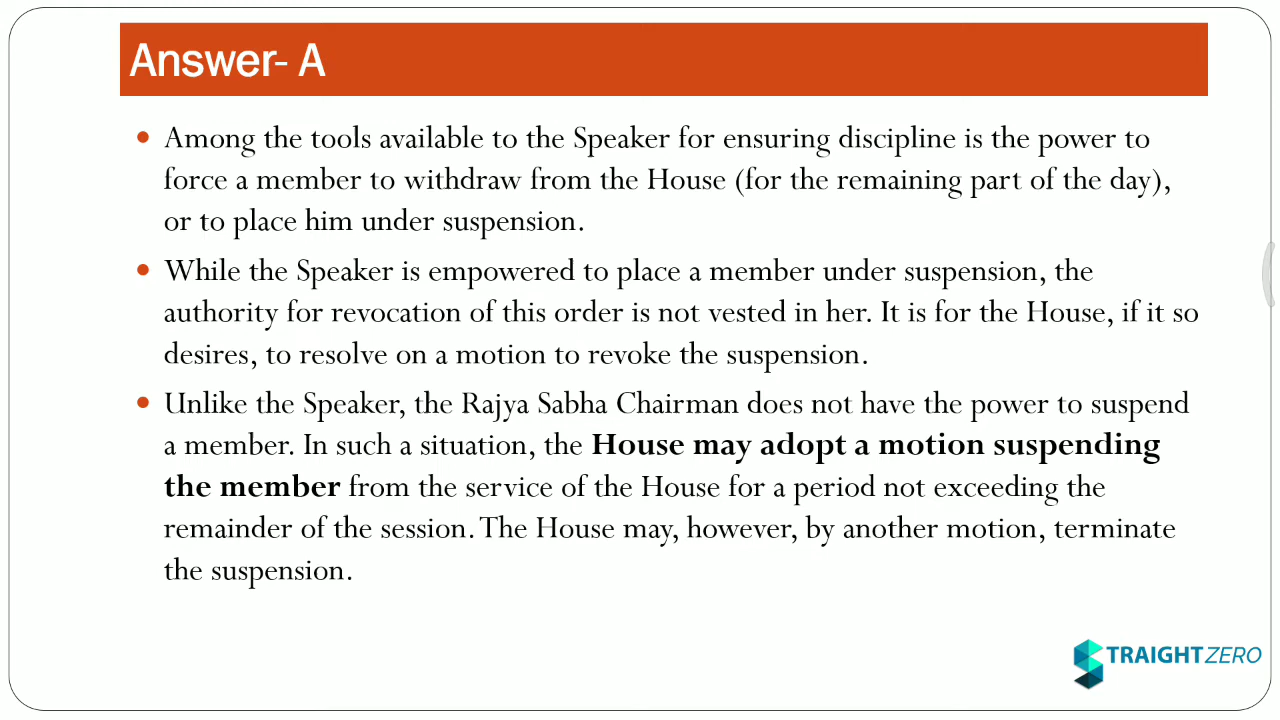 Answer- A
Among the tools available to the Speaker for ensuring discipline is the power to
force a member to withdraw from the House (for the remaining part of the day),
or to place him under suspension.
While the Speaker is empowered to place a member under suspension, the
authority for revocation of this order is not vested in her. It is for the House, if it so
desires, to resolve on a motion to revoke the suspension.
Unlike the Speaker, the Rajya Sabha Chairman does not have the power to suspend
a member. In such a situation, the House may adopt a motion suspending
the member from the service of the House for a period not exceeding the
remainder of the session. The House may, however, by another motion, terminate
the suspension.
STRAIGHTZERO